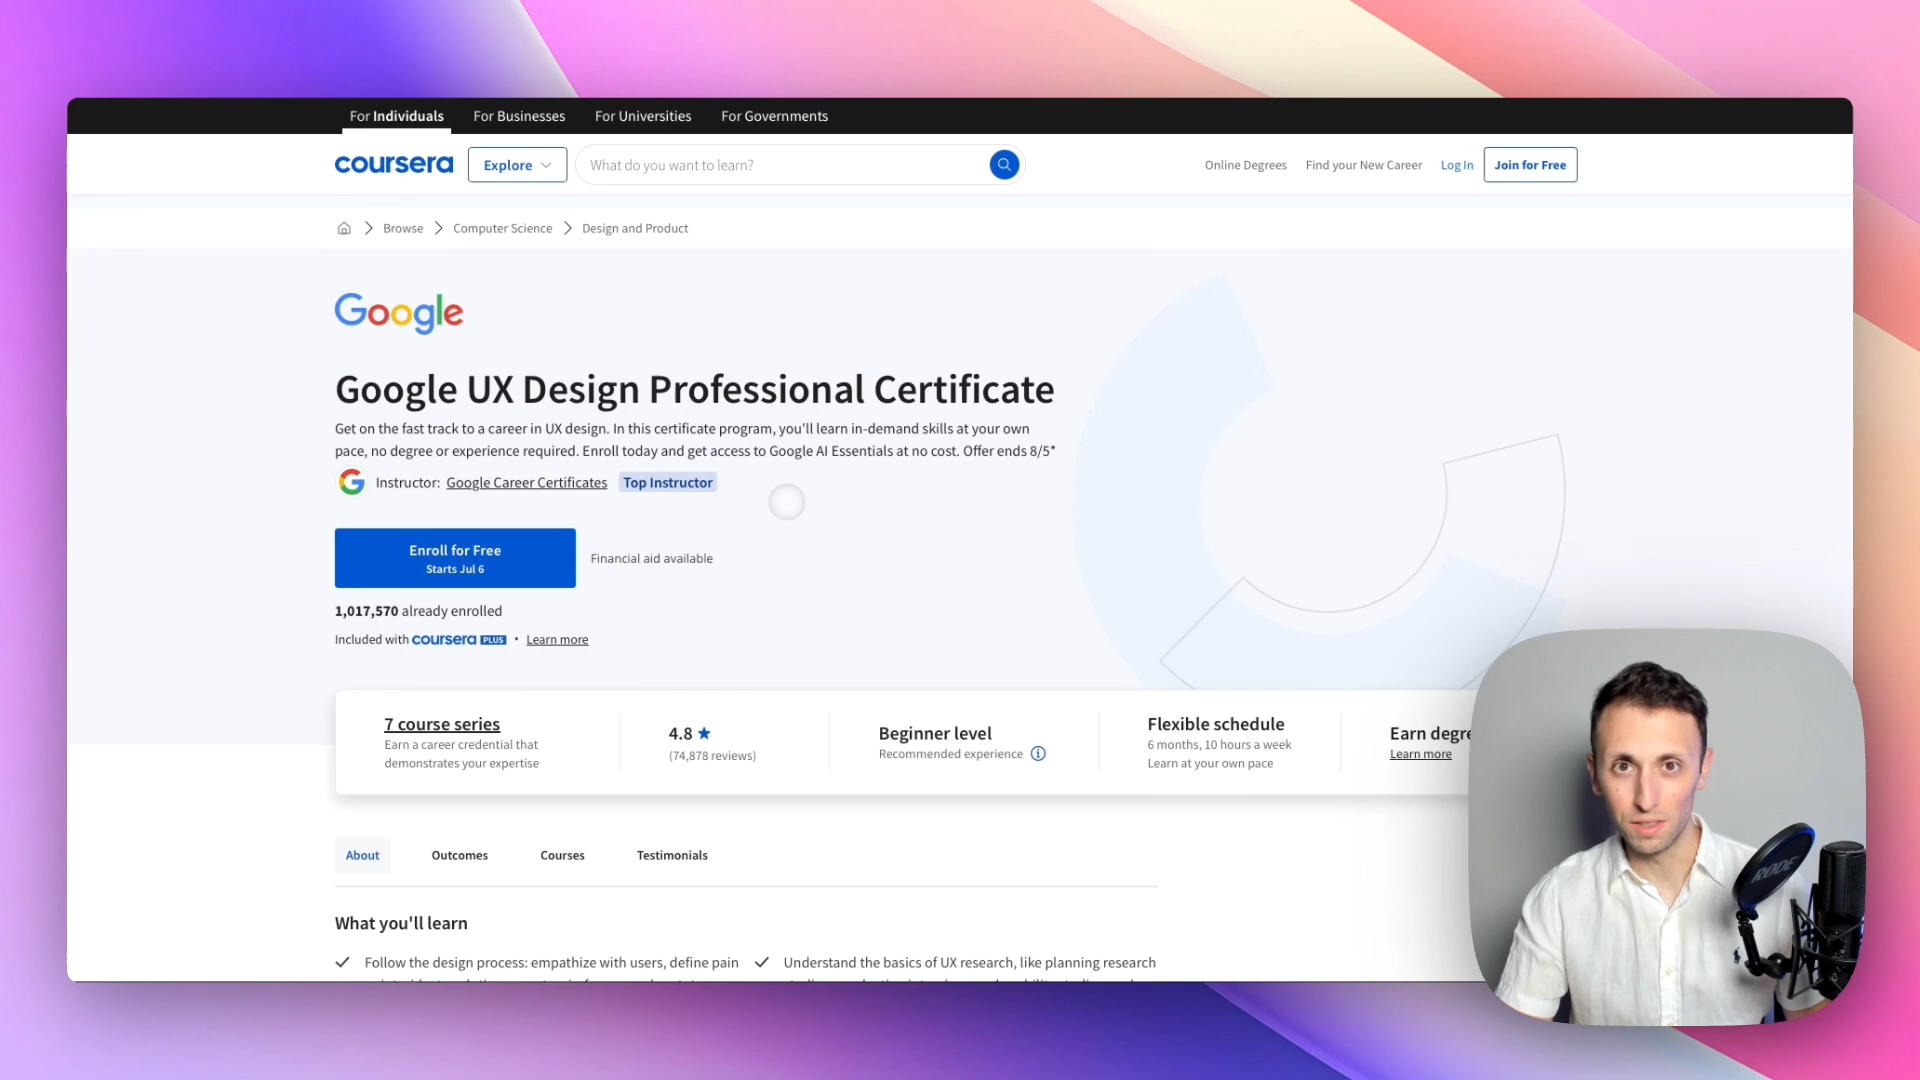 For Individuals For Businesses For Universities For Governments
coursera Explore What do you want to learn? Online Degrees Find your New Career Log In Join for Free
Browse Computer Science Design and Product
Google
Google UX Design Professional Certificate
Get on the fast track to a career in UX design. In this certificate program, you'll learn in-demand skills at your own
pace, no degree or experience required. Enroll today and get access to Google AI Essentials at no cost. Offer ends 8/5*
Instructor: Google Career Certificates Top Instructor
Enroll for Free
Starts Jul 6
Financial aid available
1,017,570 already enrolled
Included with coursera PLUS • Learn more
7 course series
Earn a career credential that
demonstrates your expertise
4.8 ★
(74,878 reviews)
Beginner level
Recommended experience
Flexible schedule
6 months, 10 hours a week
Learn at your own pace
Earn degre
Learn more
About Outcomes Courses Testimonials
What you'll learn
Follow the design process: empathize with users, define pain
Understand the basics of UX research, like planning research
RØDE